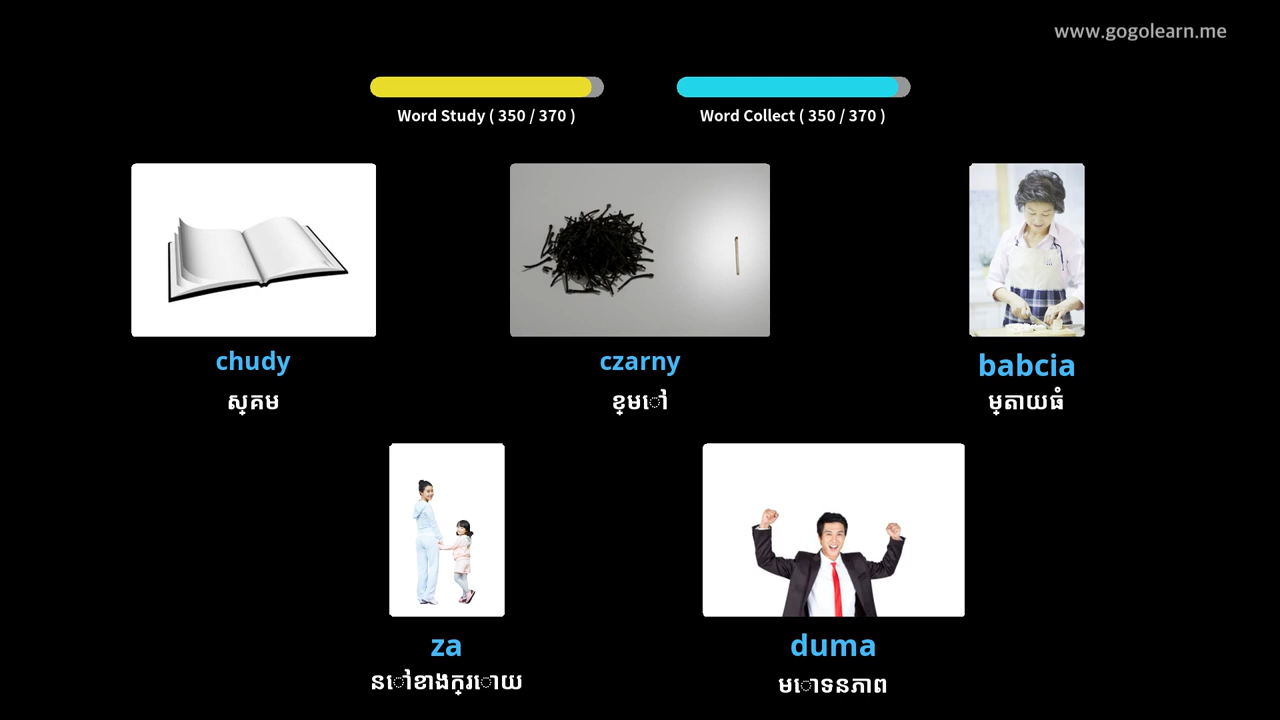 www.gogolearn.me
Word Study ( 350 / 370 )
Word Collect ( 350 / 370 )
chudy
czarny
babcia
ស្គម
ខ្មៅ
ម្តាយធំ
za
duma
នៅខាងក្រោយ
មោទនភាព